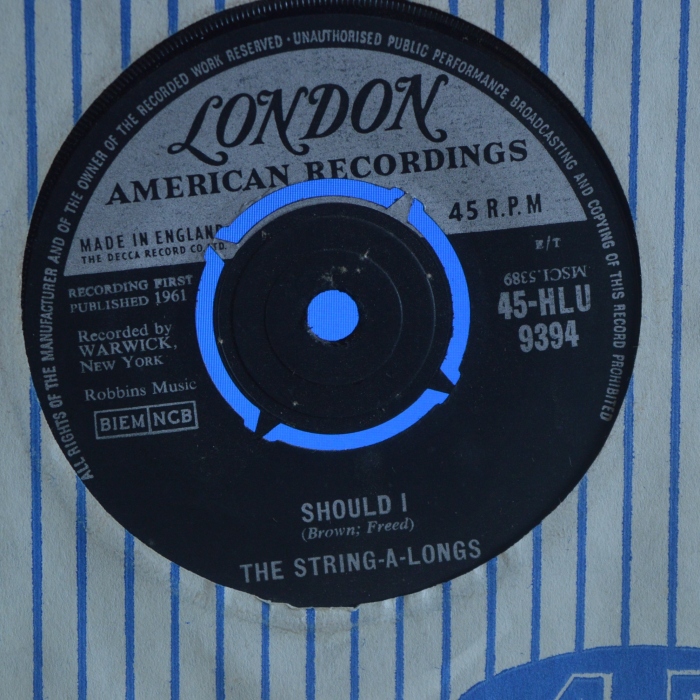 ALL RIGHTS OF THE MANUFACTURER AND OF THE OWNER OF THE RECORDED WORK RESERVED · UNAUTHORISED PUBLIC PERFORMANCE BROADCASTING AND COPYING OF THIS RECORD PROHIBITED
LONDON
AMERICAN RECORDINGS
45 R.P.M
MADE IN ENGLAND
THE DECCA RECORD CO LTD.
E/T
RECORDING FIRST
PUBLISHED 1961
MSC1.5389
45-HLU
9394
Recorded by
WARWICK,
NEW YORK
Robbins Music
BIEM NCB
SHOULD I
(Brown; Freed)
THE STRING-A-LONGS